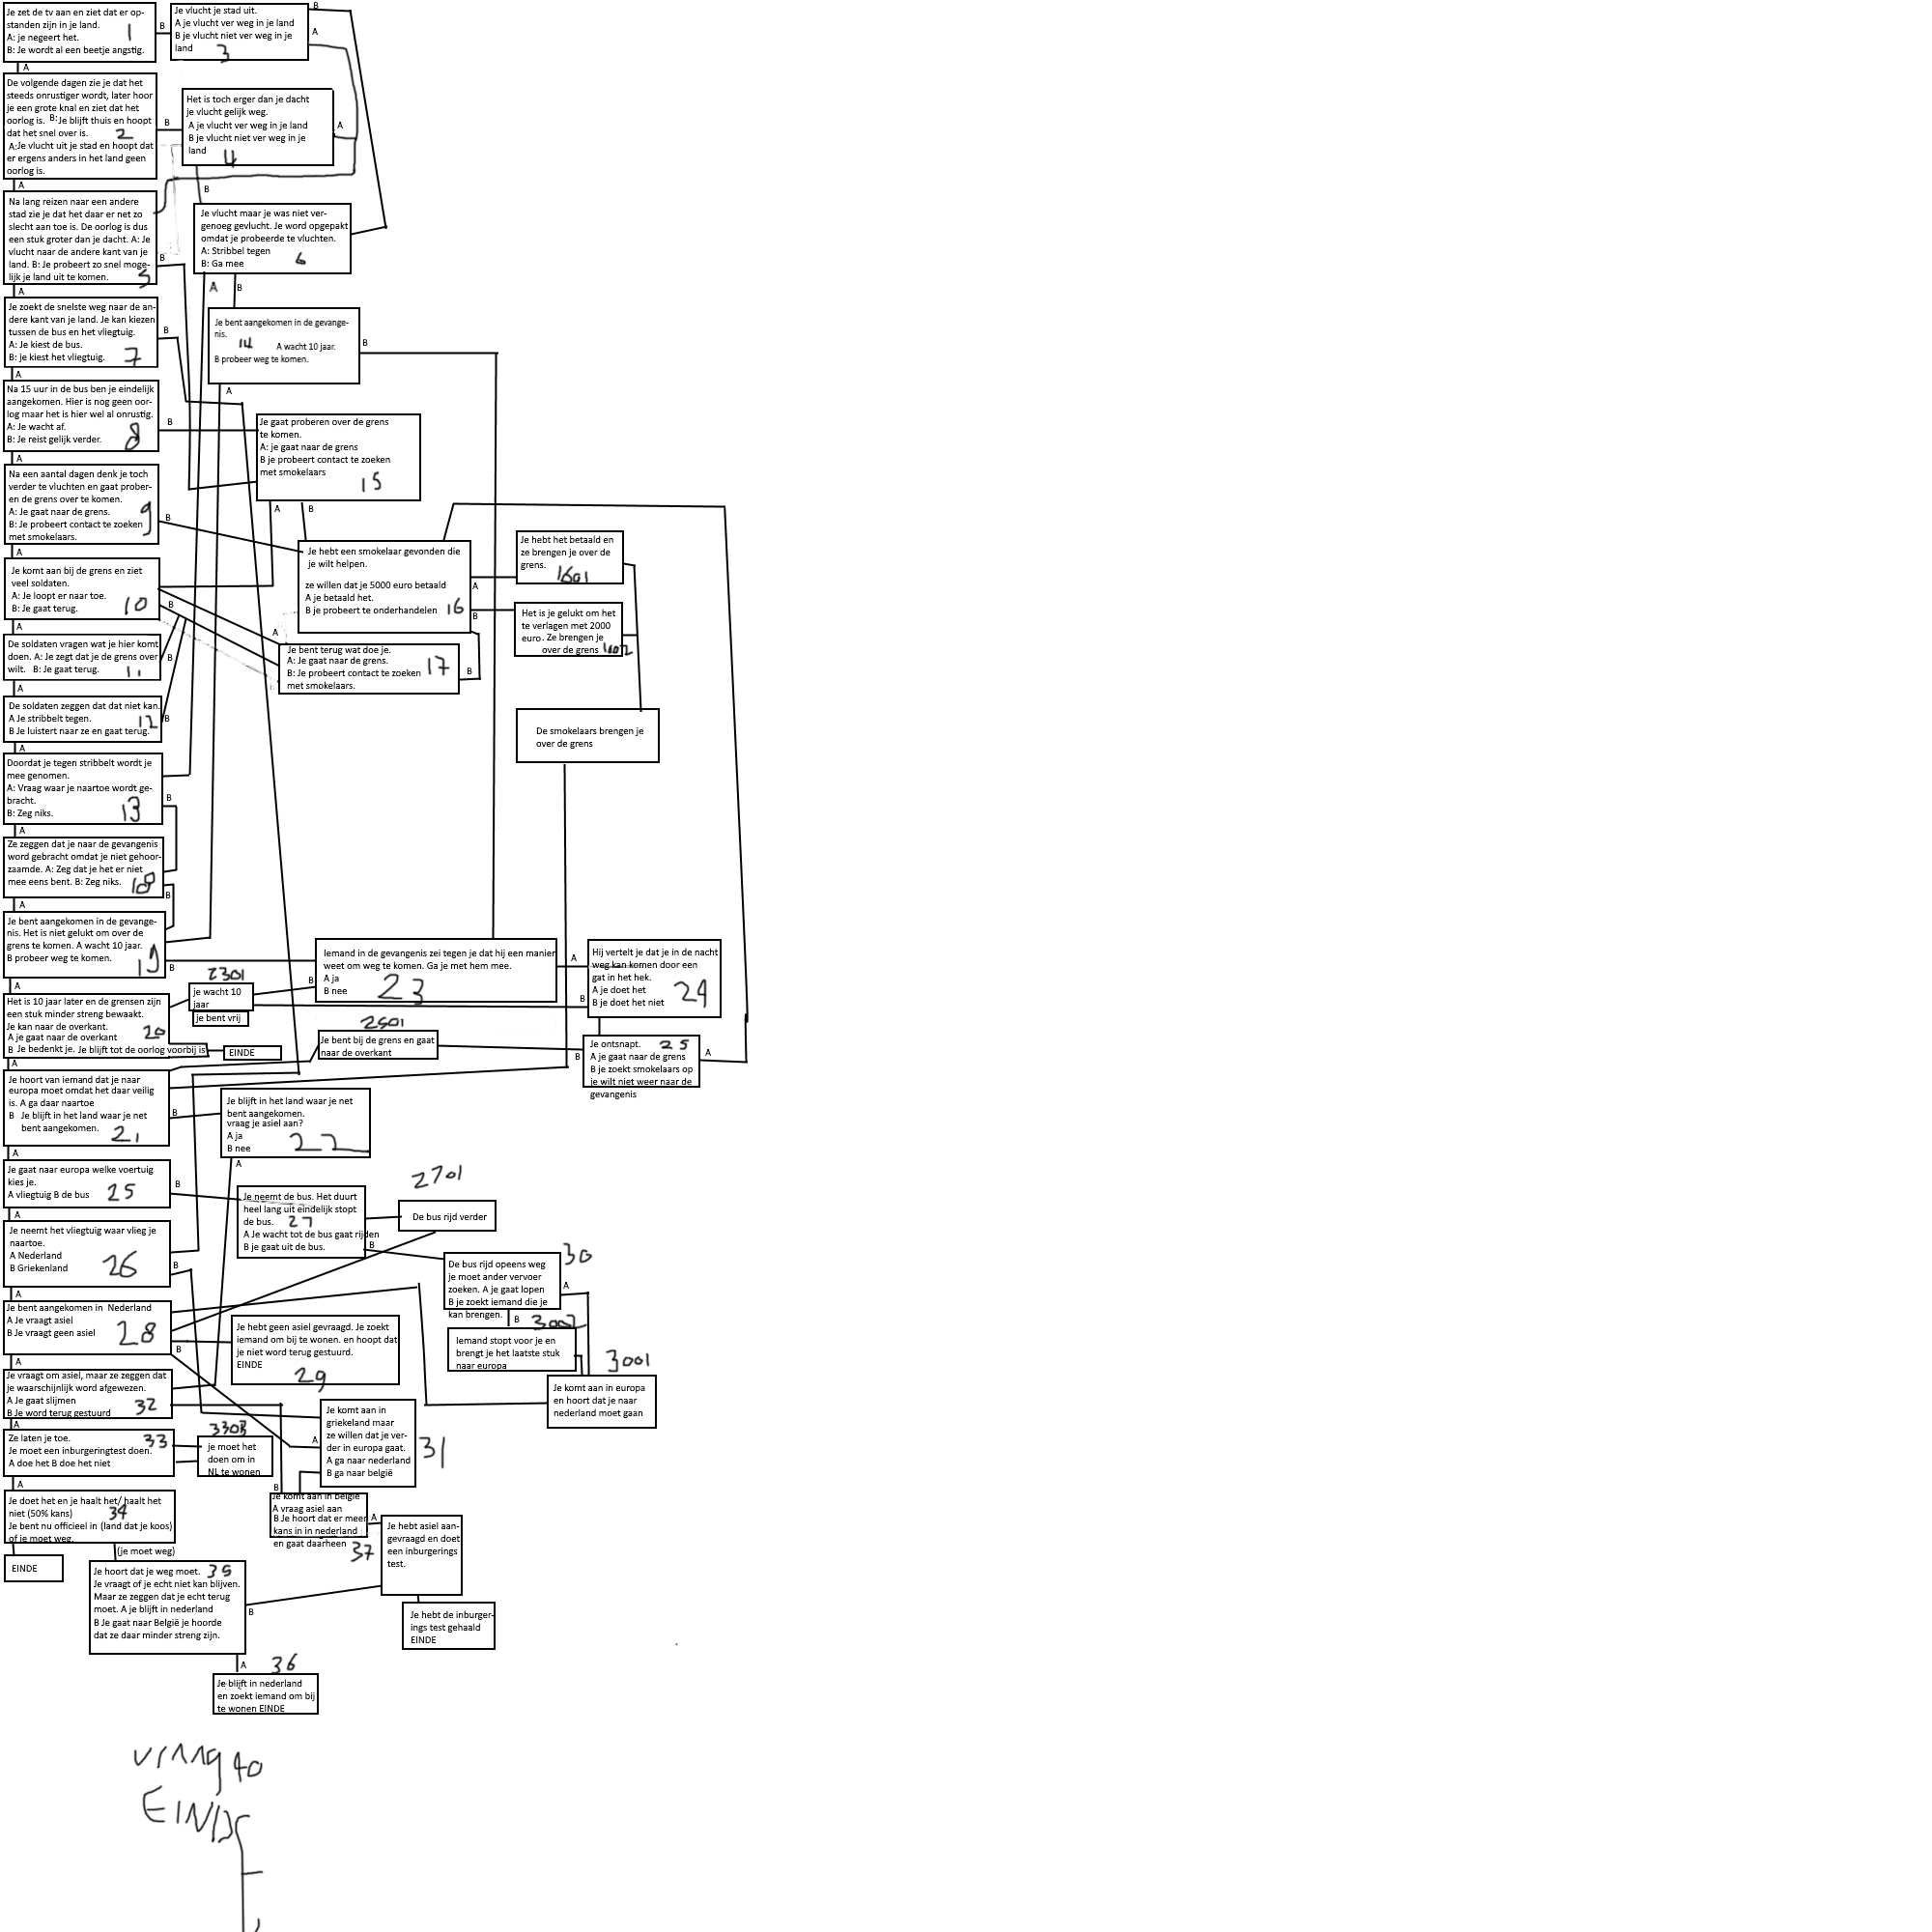 Je zet de tv aan en ziet dat er op-
standen zijn in je land.
A: je negeert het.
B: Je wordt al een beetje angstig.
1
B
Je vlucht je stad uit.
A je vlucht ver weg in je land
B je vlucht niet ver weg in je
land
3
B
A
A
De volgende dagen zie je dat het
steeds onrustiger wordt, later hoor
je een grote knal en ziet dat het
oorlog is. B: Je blijft thuis en hoopt
dat het snel over is.
2
A:Je vlucht uit je stad en hoopt dat
er ergens anders in het land geen
oorlog is.
B
Het is toch erger dan je dacht
je vlucht gelijk weg.
A je vlucht ver weg in je land
B je vlucht niet ver weg in je
land
4
A
A
B
Na lang reizen naar een andere
stad zie je dat het daar er net zo
slecht aan toe is. De oorlog is dus
een stuk groter dan je dacht. A: Je
vlucht naar de andere kant van je
land. B: Je probeert zo snel moge-
lijk je land uit te komen.
5
B
Je vlucht maar je was niet ver-
genoeg gevlucht. Je word opgepakt
omdat je probeerde te vluchten.
A: Stribbel tegen
B: Ga mee
6
A
A
B
Je zoekt de snelste weg naar de an-
dere kant van je land. Je kan kiezen
tussen de bus en het vliegtuig.
A: Je kiest de bus.
B: je kiest het vliegtuig.
7
B
Je bent aangekomen in de gevange-
nis.
14
A wacht 10 jaar.
B probeer weg te komen.
B
A
A
Na 15 uur in de bus ben je eindelijk
aangekomen. Hier is nog geen oor-
log maar het is hier wel al onrustig.
A: Je wacht af.
B: Je reist gelijk verder.
8
B
Je gaat proberen over de grens
te komen.
A: je gaat naar de grens
B je probeert contact te zoeken
met smokelaars
15
A
Na een aantal dagen denk je toch
verder te vluchten en gaat prober-
en de grens over te komen.
A: Je gaat naar de grens.
B: Je probeert contact te zoeken
met smokelaars.
9
B
A
B
Je hebt een smokelaar gevonden die
je wilt helpen.
ze willen dat je 5000 euro betaald
A je betaald het.
B je probeert te onderhandelen
16
A
B
Je hebt het betaald en
ze brengen je over de
grens.
1601
A
Je komt aan bij de grens en ziet
veel soldaten.
A: Je loopt er naar toe.
B: Je gaat terug.
10
B
Het is je gelukt om het
te verlagen met 2000
euro. Ze brengen je
over de grens
1602
A
De soldaten vragen wat je hier komt
doen. A: Je zegt dat je de grens over
wilt. B: Je gaat terug.
11
B
A
Je bent terug wat doe je.
A: Je gaat naar de grens.
B: Je probeert contact te zoeken
met smokelaars.
17
B
A
De soldaten zeggen dat dat niet kan.
A Je stribbelt tegen.
B Je luistert naar ze en gaat terug.
12
B
De smokelaars brengen je
over de grens
A
Doordat je tegen stribbelt wordt je
mee genomen.
A: Vraag waar je naartoe wordt ge-
bracht.
B: Zeg niks.
13
B
A
Ze zeggen dat je naar de gevangenis
word gebracht omdat je niet gehoor-
zaamde. A: Zeg dat je het er niet
mee eens bent. B: Zeg niks.
18
B
A
Je bent aangekomen in de gevange-
nis. Het is niet gelukt om over de
grens te komen. A wacht 10 jaar.
B probeer weg te komen.
19
B
Iemand in de gevangenis zei tegen je dat hij een manier
weet om weg te komen. Ga je met hem mee.
A ja
B nee
23
A
B
Hij vertelt je dat je in de nacht
weg kan komen door een
gat in het hek.
A je doet het
B je doet het niet
24
B
2301
je wacht 10
jaar
je bent vrij
A
Het is 10 jaar later en de grensen zijn
een stuk minder streng bewaakt.
Je kan naar de overkant.
A je gaat naar de overkant
B Je bedenkt je. Je blijft tot de oorlog voorbij is
20
EINDE
2501
Je bent bij de grens en gaat
naar de overkant
B
Je ontsnapt.
25
A je gaat naar de grens
B je zoekt smokelaars op
je wilt niet weer naar de
gevangenis
A
A
Je hoort van iemand dat je naar
europa moet omdat het daar veilig
is. A ga daar naartoe
B Je blijft in het land waar je net
bent aangekomen.
21
B
Je blijft in het land waar je net
bent aangekomen.
vraag je asiel aan?
A ja
B nee
22
A
A
Je gaat naar europa welke voertuig
kies je.
A vliegtuig B de bus
25
B
Je neemt de bus. Het duurt
heel lang uit eindelijk stopt
de bus.
27
A Je wacht tot de bus gaat rijden
B je gaat uit de bus.
B
2701
De bus rijd verder
A
Je neemt het vliegtuig waar vlieg je
naartoe.
A Nederland
B Griekenland
26
B
30
De bus rijd opeens weg
je moet ander vervoer
zoeken. A je gaat lopen
B je zoekt iemand die je
kan brengen.
A
B
3002
Iemand stopt voor je en
brengt je het laatste stuk
naar europa
3001
Je komt aan in europa
en hoort dat je naar
nederland moet gaan
A
Je bent aangekomen in Nederland
A Je vraagt asiel
B Je vraagt geen asiel
28
B
Je hebt geen asiel gevraagd. Je zoekt
iemand om bij te wonen. en hoopt dat
je niet word terug gestuurd.
EINDE
29
A
Je vraagt om asiel, maar ze zeggen dat
je waarschijnlijk word afgewezen.
A Je gaat slijmen
B Je word terug gestuurd
32
Je komt aan in
griekeland maar
ze willen dat je ver-
der in europa gaat.
A ga naar nederland
B ga naar belgië
31
A
A
Ze laten je toe.
Je moet een inburgeringtest doen.
A doe het B doe het niet
33
je moet het
doen om in
NL te wonen
B
Je komt aan in belgie
A vraag asiel aan
B Je hoort dat er meer
kans in in nederland
en gaat daarheen
37
A
Je hebt asiel aan-
gevraagd en doet
een inburgerings
test.
A
Je doet het en je haalt het/ haalt het
niet (50% kans)
34
Je bent nu officieel in (land dat je koos)
of je moet weg.
(je moet weg)
EINDE
Je hoort dat je weg moet.
35
Je vraagt of je echt niet kan blijven.
Maar ze zeggen dat je echt terug
moet. A je blijft in nederland
B Je gaat naar België je hoorde
dat ze daar minder streng zijn.
B
Je hebt de inburger-
ings test gehaald
EINDE
A
36
Je blijft in nederland
en zoekt iemand om bij
te wonen EINDE
vraag 40
EINDE